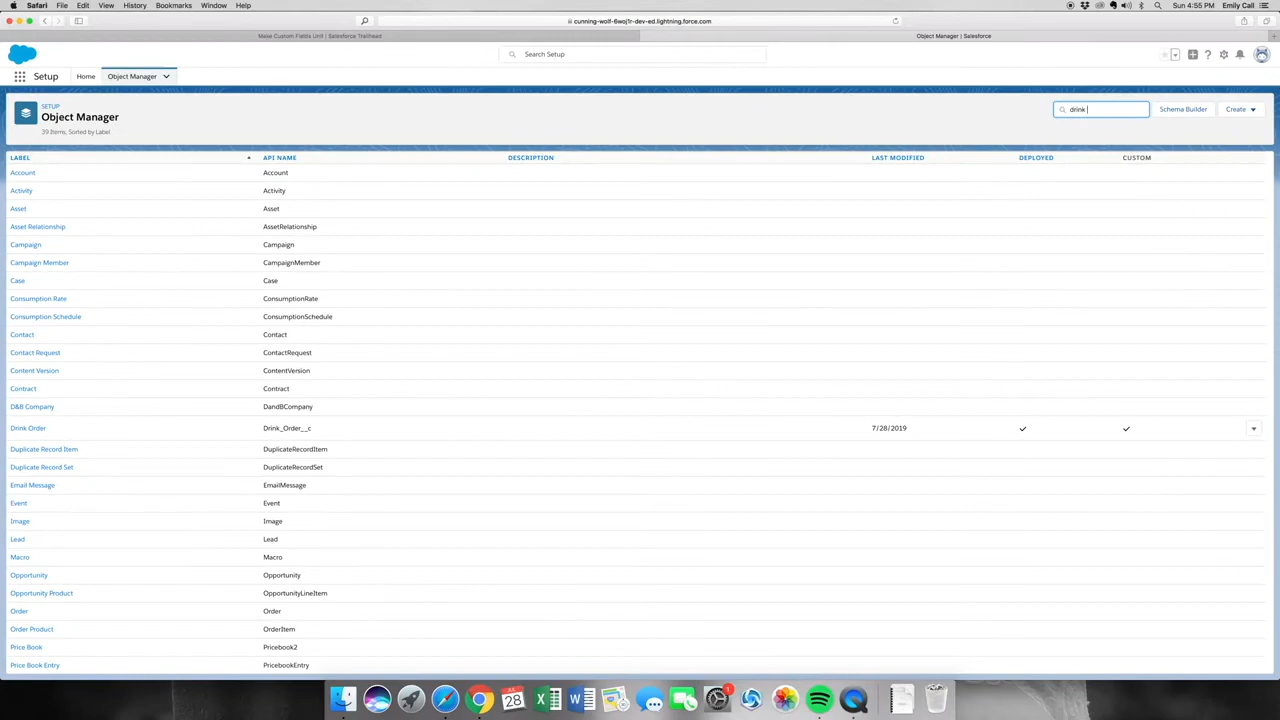 Safari File Edit View History Bookmarks Window Help Sun 4:55 PM Emily Call
cunning-wolf-6woj1r-dev-ed.lightning.force.com
Make Custom Fields Unit | Salesforce Trailhead Object Manager | Salesforce
Search Setup
Setup Home Object Manager
SETUP
Object Manager
39 Items, Sorted by Label
drink
Schema Builder
Create
LABEL API NAME DESCRIPTION LAST MODIFIED DEPLOYED CUSTOM
Account Account
Activity Activity
Asset Asset
Asset Relationship AssetRelationship
Campaign Campaign
Campaign Member CampaignMember
Case Case
Consumption Rate ConsumptionRate
Consumption Schedule ConsumptionSchedule
Contact Contact
Contact Request ContactRequest
Content Version ContentVersion
Contract Contract
D&B Company DandBCompany
Drink Order Drink_Order__c 7/28/2019
Duplicate Record Item DuplicateRecordItem
Duplicate Record Set DuplicateRecordSet
Email Message EmailMessage
Event Event
Image Image
Lead Lead
Macro Macro
Opportunity Opportunity
Opportunity Product OpportunityLineItem
Order Order
Order Product OrderItem
Price Book Pricebook2
Price Book Entry PricebookEntry
JUL
28
1